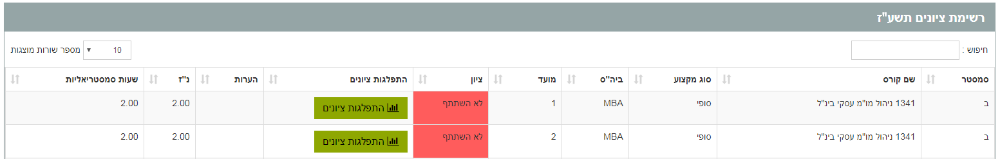 רשימת ציונים תשע"ז
חיפוש :
10 מספר שורות מוצגות
סמסטר שם קורס סוג מקצוע ביה"ס מועד ציון התפלגות ציונים הערות נ"ז שעות סמסטריאליות
ב 1341 ניהול מו"מ עסקי בינ"ל סופי MBA 1 לא השתתף התפלגות ציונים 2.00 2.00
ב 1341 ניהול מו"מ עסקי בינ"ל סופי MBA 2 לא השתתף התפלגות ציונים 2.00 2.00